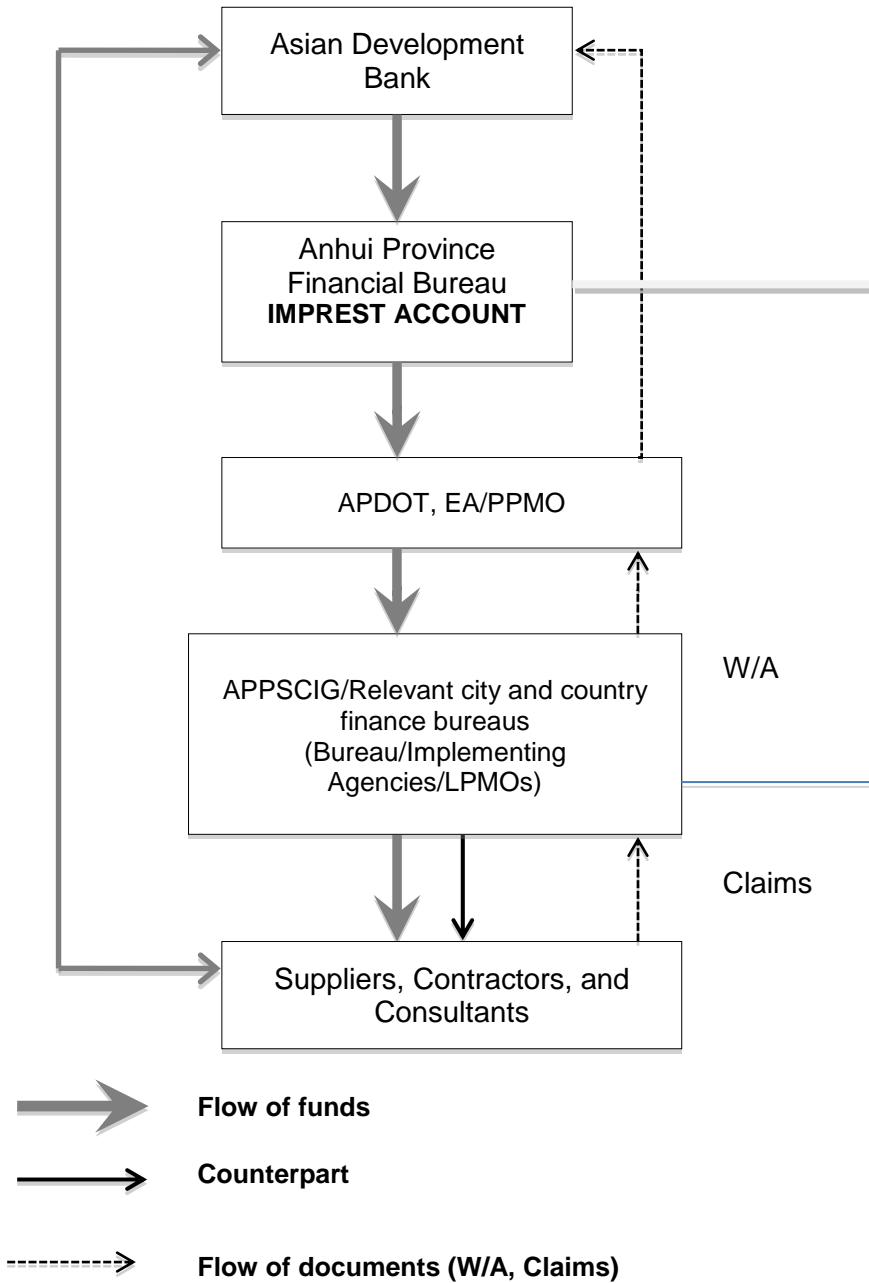 Asian Development
Bank
Anhui Province
Financial Bureau
IMPREST ACCOUNT
APDOT, EA/PPMO
W/A
APPSCIG/Relevant city and country
finance bureaus
(Bureau/Implementing
Agencies/LPMOs)
Claims
Suppliers, Contractors, and
Consultants
Flow of funds
Counterpart
Flow of documents (W/A, Claims)